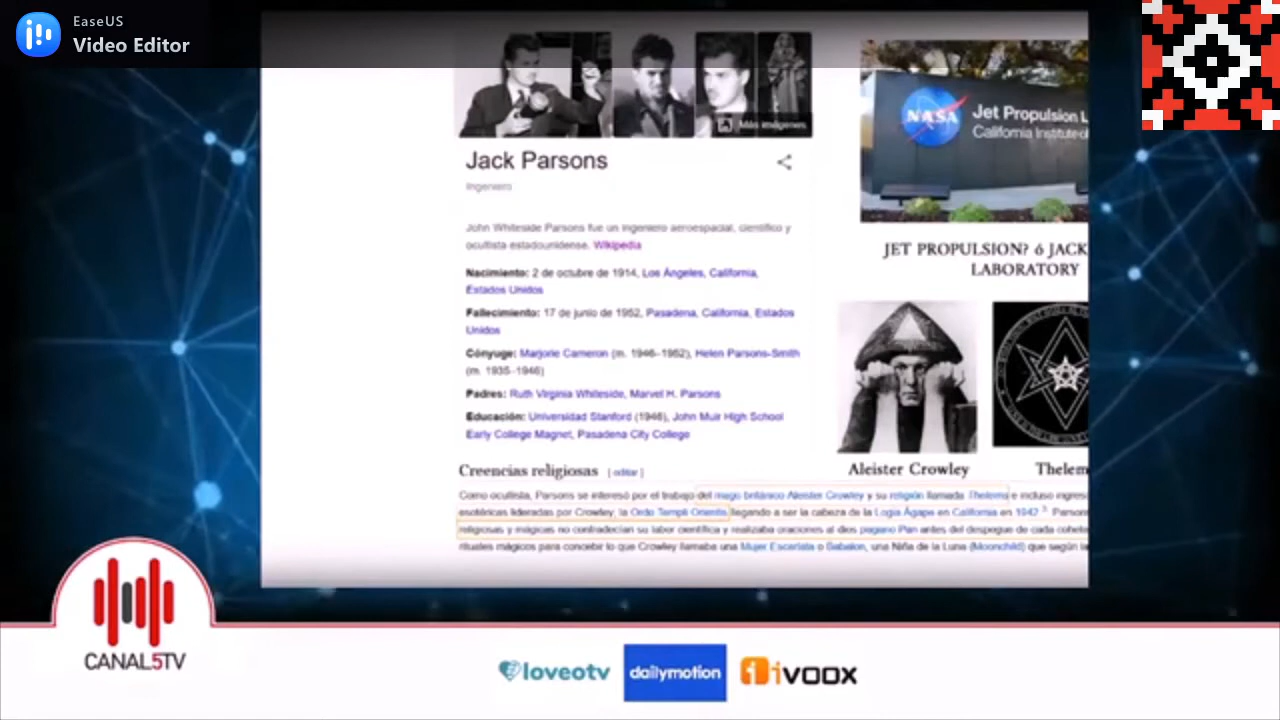 EaseUS
Video Editor
Más imágenes
Jack Parsons
Ingeniero
John Whiteside Parsons fue un ingeniero aeroespacial, científico y
ocultista estadounidense. Wikipedia
Nacimiento: 2 de octubre de 1914, Los Ángeles, California,
Estados Unidos
Fallecimiento: 17 de junio de 1952, Pasadena, California, Estados
Unidos
Cónyuge: Marjorie Cameron (m. 1946–1952), Helen Parsons-Smith
(m. 1935–1946)
Padres: Ruth Virginia Whiteside, Marvel H. Parsons
Educación: Universidad Stanford (1946), John Muir High School
Early College Magnet, Pasadena City College
NASA
Jet Propulsion L
California Institute of
JET PROPULSION? ó JACK
LABORATORY
Aleister Crowley
Thelem
Creencias religiosas [ editar ]
Como ocultista, Parsons se interesó por el trabajo del mago británico Aleister Crowley y su religión llamada Thelema e incluso ingres
esotéricas lideradas por Crowley, la Ordo Templi Orientis, llegando a ser la cabeza de la Logia Ágape en California en 1942 Parson
religiosas y mágicas no contradecían su labor científica y realizaba oraciones al dios pagano Pan antes del despegue de cada cohete
rituales mágicos para concebir lo que Crowley llamaba una Mujer Escarlata o Babalon, una Niña de la Luna (Moonchild) que según la
CANAL5TV
loveotv
dailymotion
iVOOX